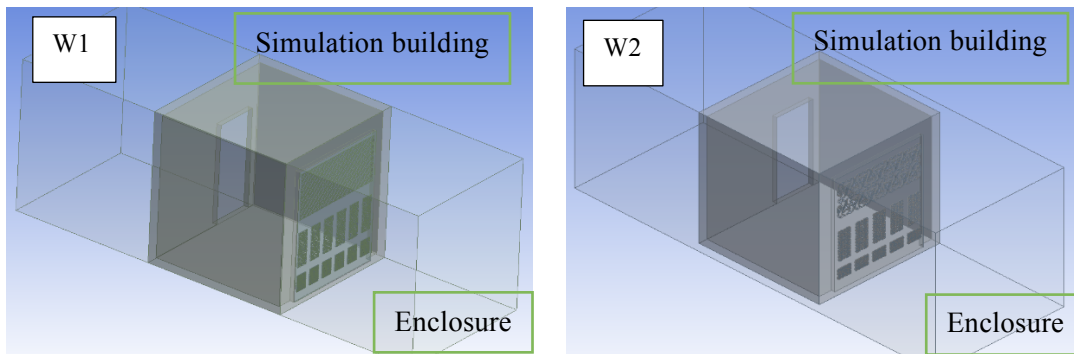 W1
Simulation building
Enclosure
W2
Simulation building
Enclosure